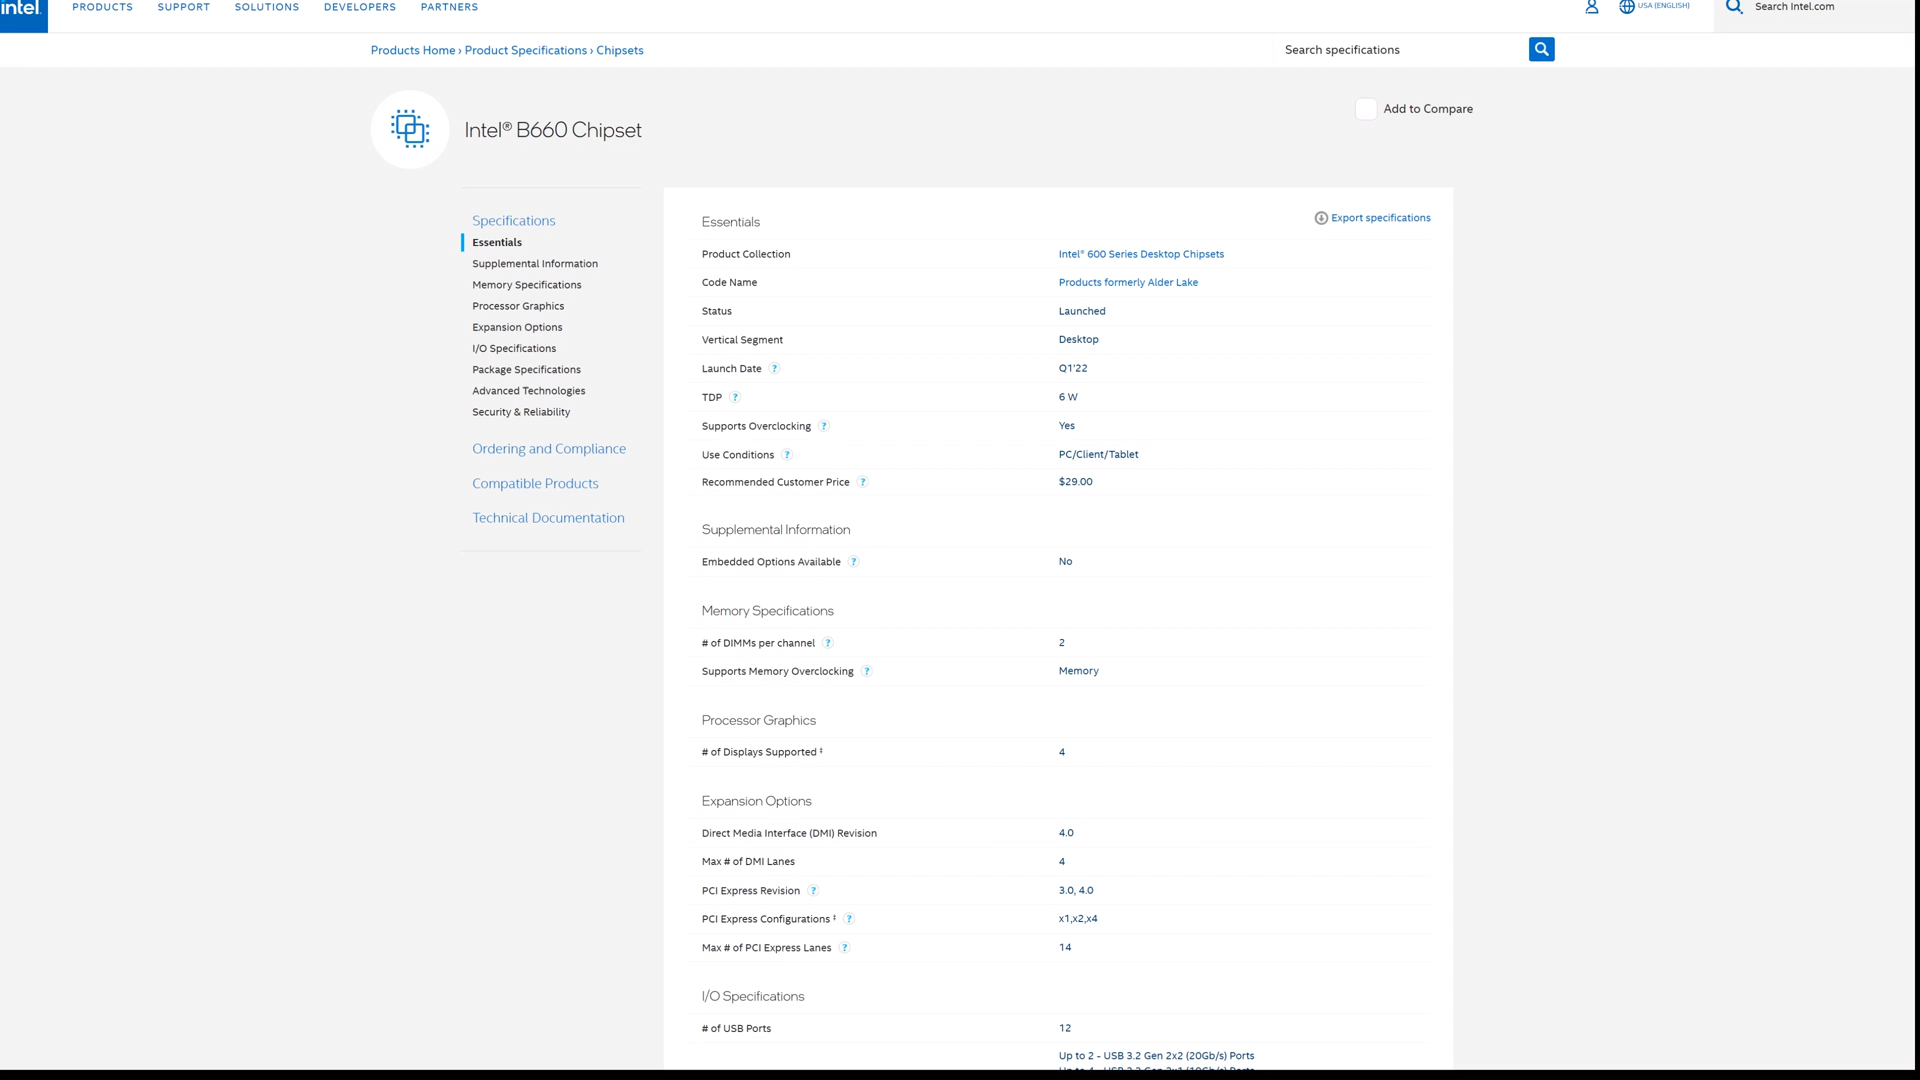 intel.
PRODUCTS SUPPORT SOLUTIONS DEVELOPERS PARTNERS
USA (ENGLISH) Search Intel.com
Products Home › Product Specifications › Chipsets
Search specifications
Intel® B660 Chipset
Add to Compare
Specifications
Essentials
Supplemental Information
Memory Specifications
Processor Graphics
Expansion Options
I/O Specifications
Package Specifications
Advanced Technologies
Security & Reliability
Ordering and Compliance
Compatible Products
Technical Documentation
Essentials
Export specifications
Product Collection Intel® 600 Series Desktop Chipsets
Code Name Products formerly Alder Lake
Status Launched
Vertical Segment Desktop
Launch Date ? Q1'22
TDP ? 6 W
Supports Overclocking ? Yes
Use Conditions ? PC/Client/Tablet
Recommended Customer Price ? $29.00
Supplemental Information
Embedded Options Available ? No
Memory Specifications
# of DIMMs per channel ? 2
Supports Memory Overclocking ? Memory
Processor Graphics
# of Displays Supported ‡ 4
Expansion Options
Direct Media Interface (DMI) Revision 4.0
Max # of DMI Lanes 4
PCI Express Revision ? 3.0, 4.0
PCI Express Configurations ‡ ? x1,x2,x4
Max # of PCI Express Lanes ? 14
I/O Specifications
# of USB Ports 12
Up to 2 - USB 3.2 Gen 2x2 (20Gb/s) Ports